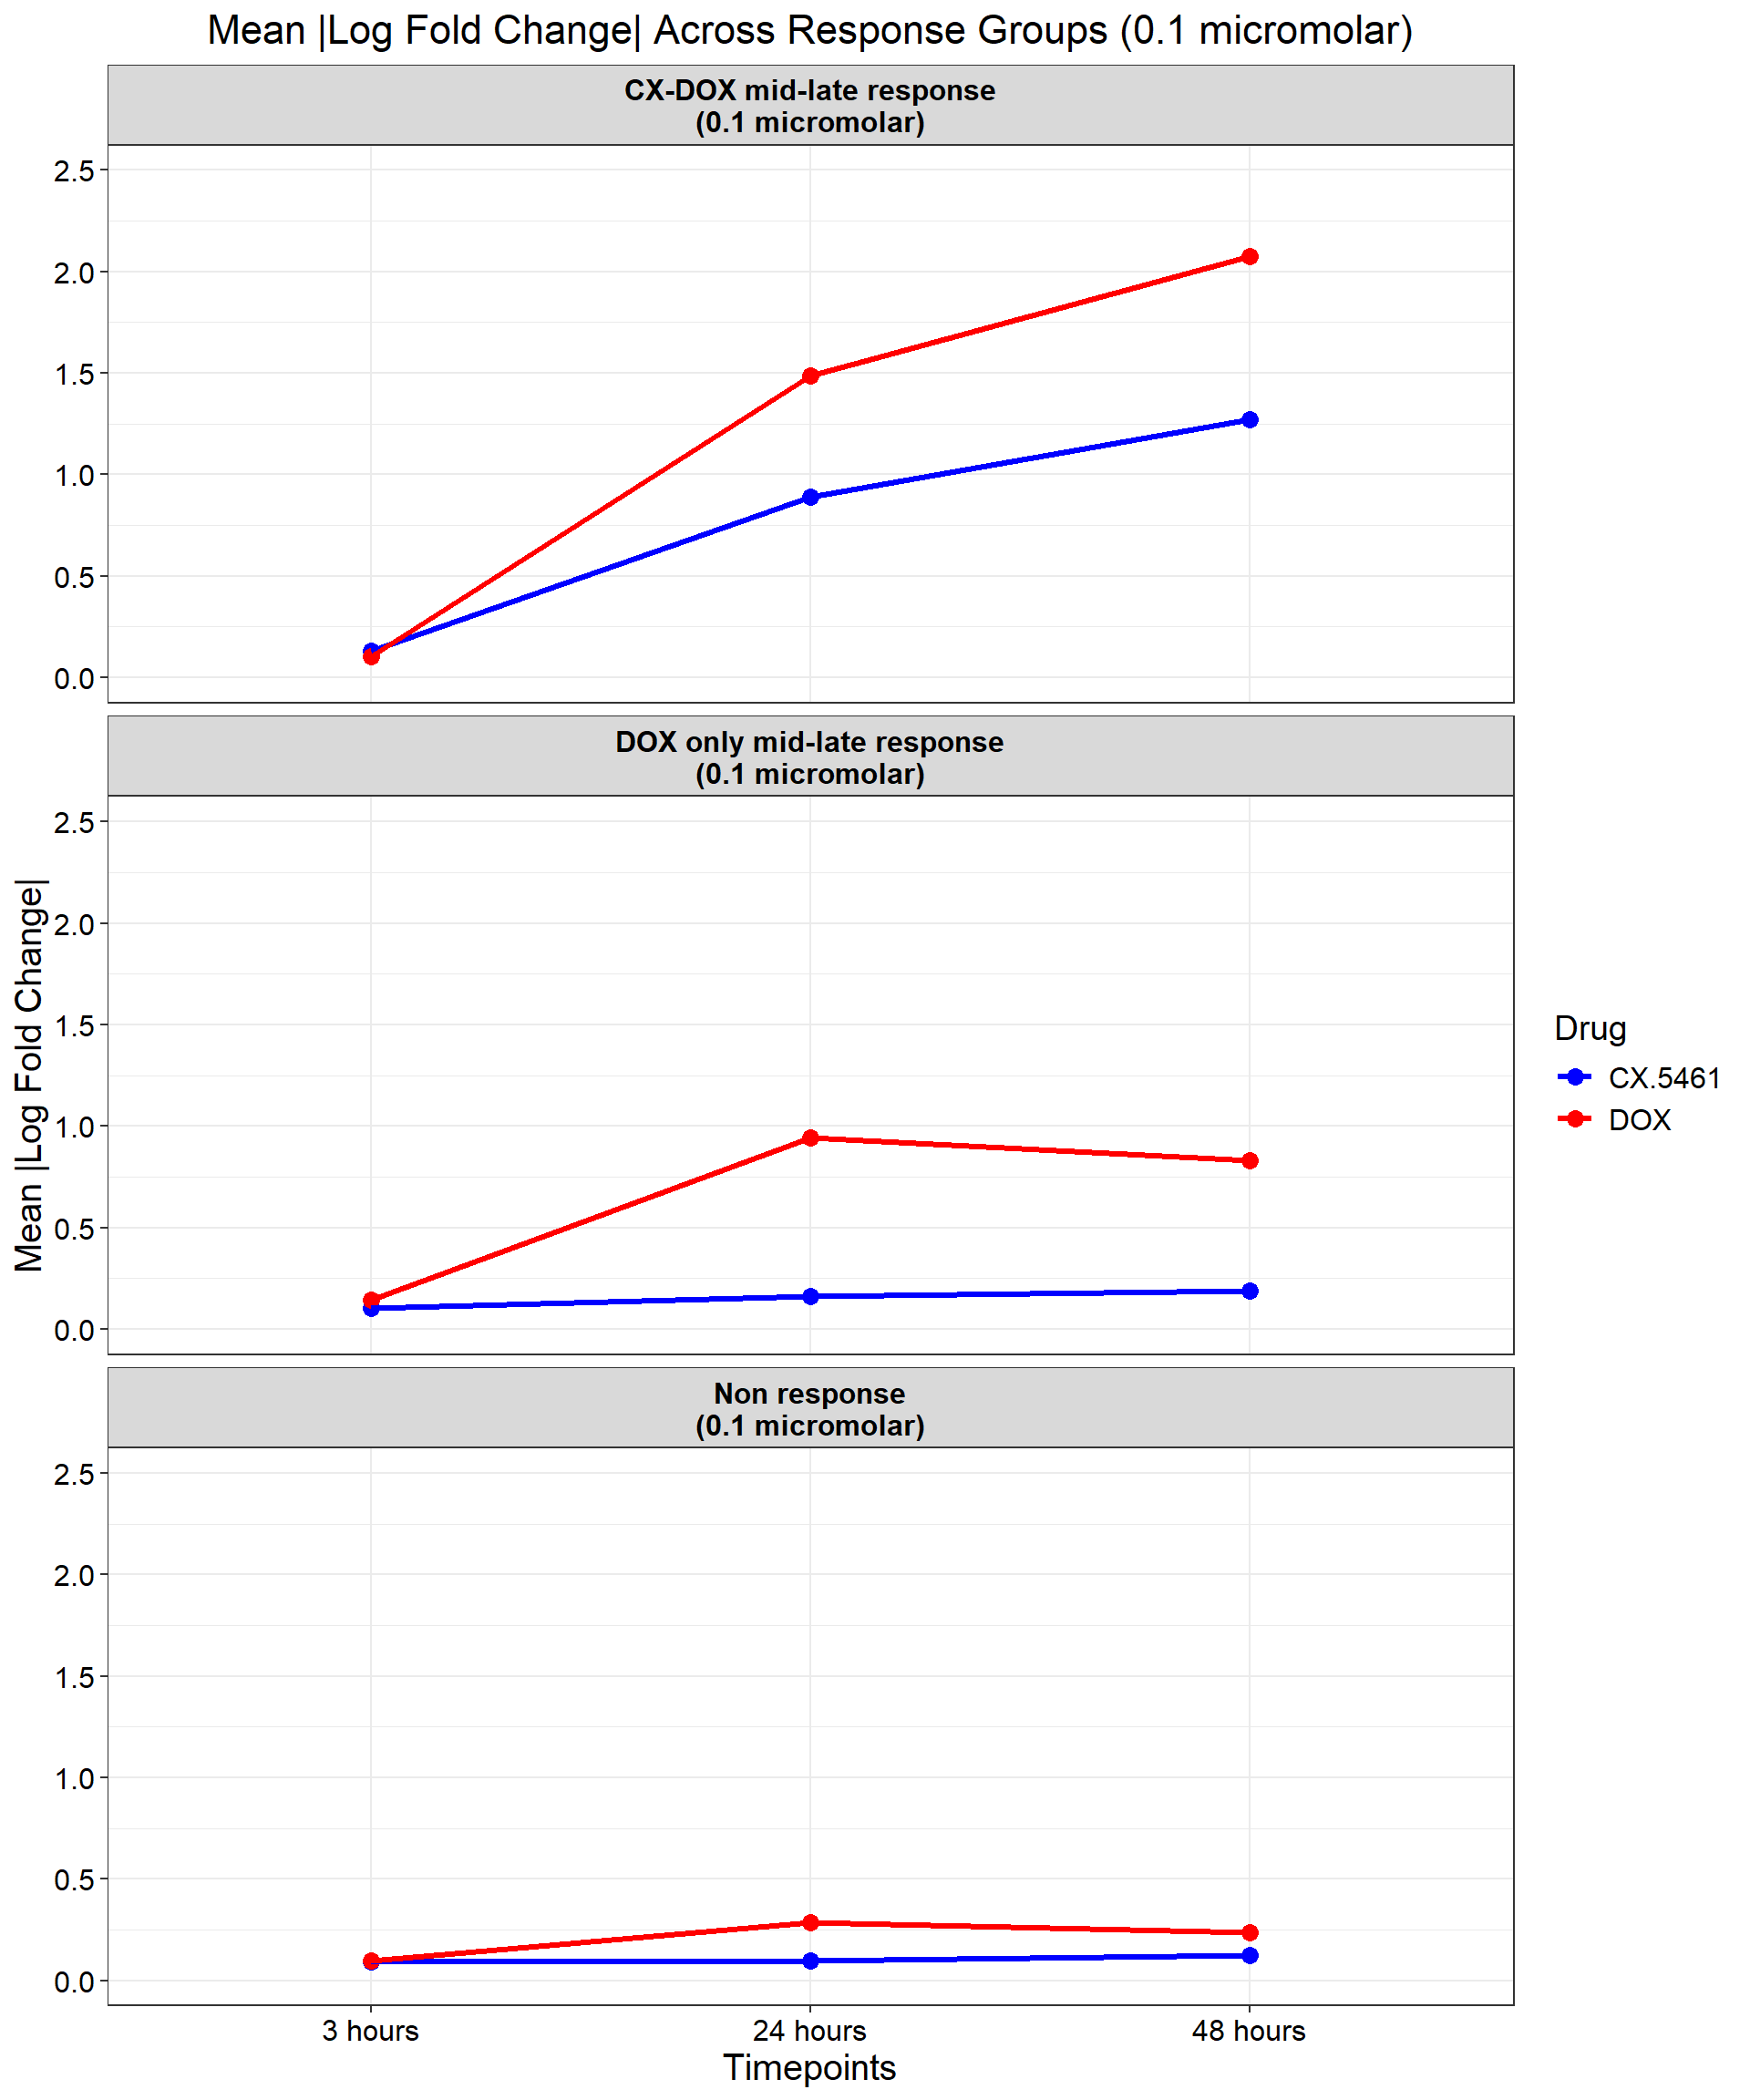 Mean |Log Fold Change| Across Response Groups (0.1 micromolar)
CX-DOX mid-late response
(0.1 micromolar)
2.5
2.0
1.5
1.0
0.5
0.0
DOX only mid-late response
(0.1 micromolar)
2.5
2.0
1.5
1.0
0.5
0.0
Non response
(0.1 micromolar)
2.5
2.0
1.5
1.0
0.5
0.0
3 hours
24 hours
48 hours
Timepoints
Mean |Log Fold Change|
Drug
CX.5461
DOX